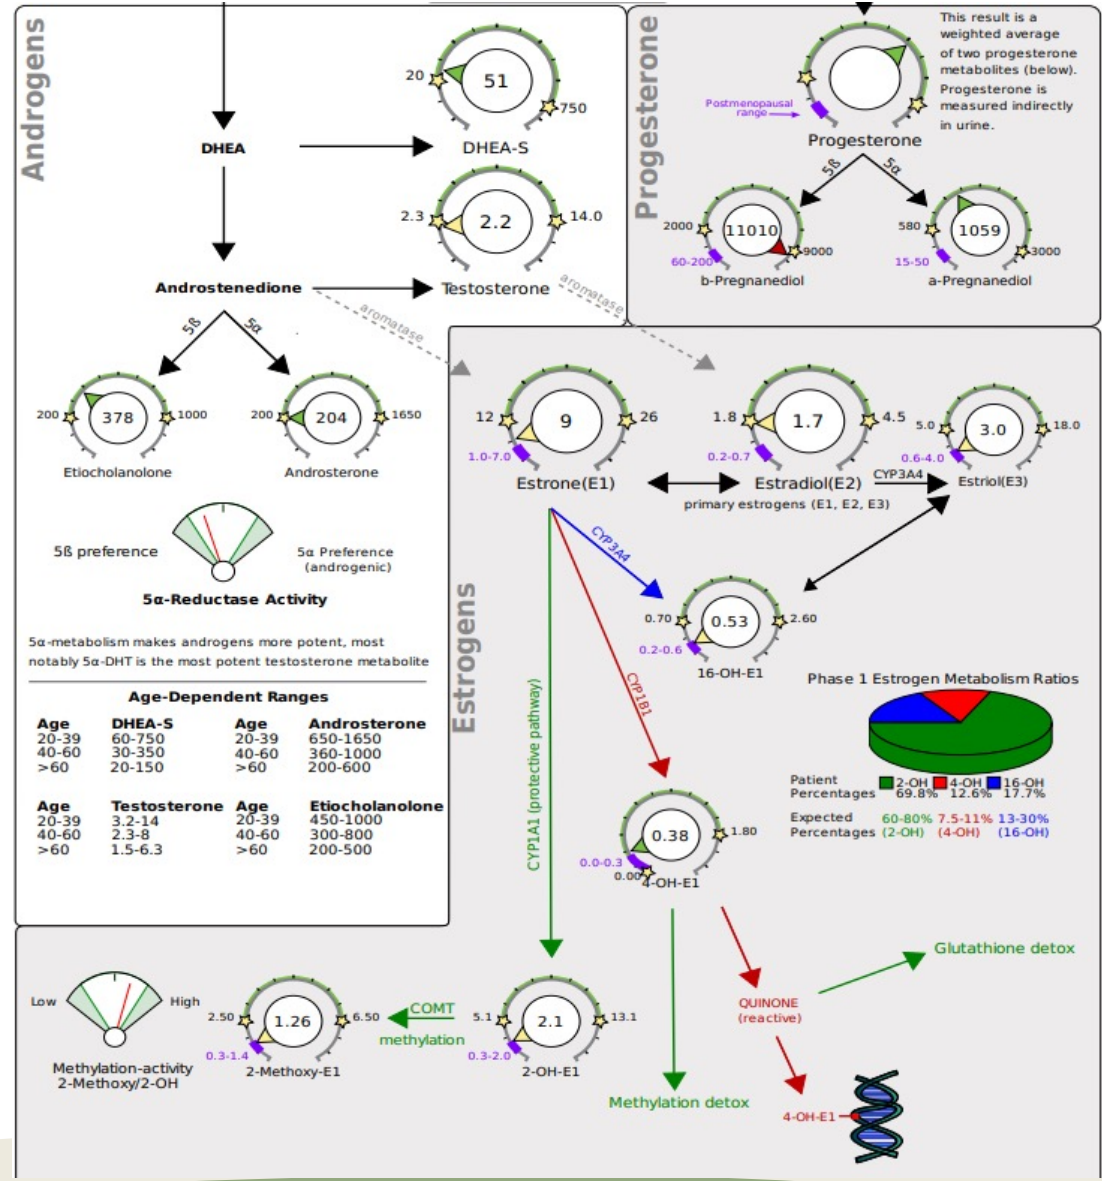 Androgens
20
51
750
DHEA-S
DHEA
2.3
2.2
14.0
Testosterone
Androstenedione
aromatase
aromatase
5ß
5α
200
378
1000
Etiocholanolone
200
204
1650
Androsterone
5ß preference
5α Preference
(androgenic)
5α-Reductase Activity
5α-metabolism makes androgens more potent, most
notably 5α-DHT is the most potent testosterone metabolite
Age-Dependent Ranges
Age DHEA-S Age Androsterone
20-39 60-750 20-39 650-1650
40-60 30-350 40-60 360-1000
>60 20-150 >60 200-600
Age Testosterone Age Etiocholanolone
20-39 3.2-14 20-39 450-1000
40-60 2.3-8 40-60 300-800
>60 1.5-6.3 >60 200-500
Progesterone
This result is a
weighted average
of two progesterone
metabolites (below).
Progesterone is
measured indirectly
in urine.
Postmenopausal
range
Progesterone
5ß
5α
2000
11010
9000
60-200
b-Pregnanediol
580
1059
3000
15-50
a-Pregnanediol
Estrogens
12
9
26
1.0-7.0
Estrone(E1)
1.8
1.7
4.5
0.2-0.7
Estradiol(E2)
CYP3A4
5.0
3.0
18.0
0.6-4.0
Estriol(E3)
primary estrogens (E1, E2, E3)
CYP3A4
0.70
0.53
2.60
0.2-0.6
16-OH-E1
CYP1B1
CYP1A1 (protective pathway)
Phase 1 Estrogen Metabolism Ratios
2-OH 4-OH 16-OH
Patient
Percentages 69.8% 12.6% 17.7%
Expected 60-80% 7.5-11% 13-30%
Percentages (2-OH) (4-OH) (16-OH)
0.38
1.80
0.0-0.3
0.00
4-OH-E1
Low
High
Methylation-activity
2-Methoxy/2-OH
2.50
1.26
6.50
0.3-1.4
2-Methoxy-E1
COMT
methylation
5.1
2.1
13.1
0.3-2.0
2-OH-E1
Glutathione detox
QUINONE
(reactive)
Methylation detox
4-OH-E1